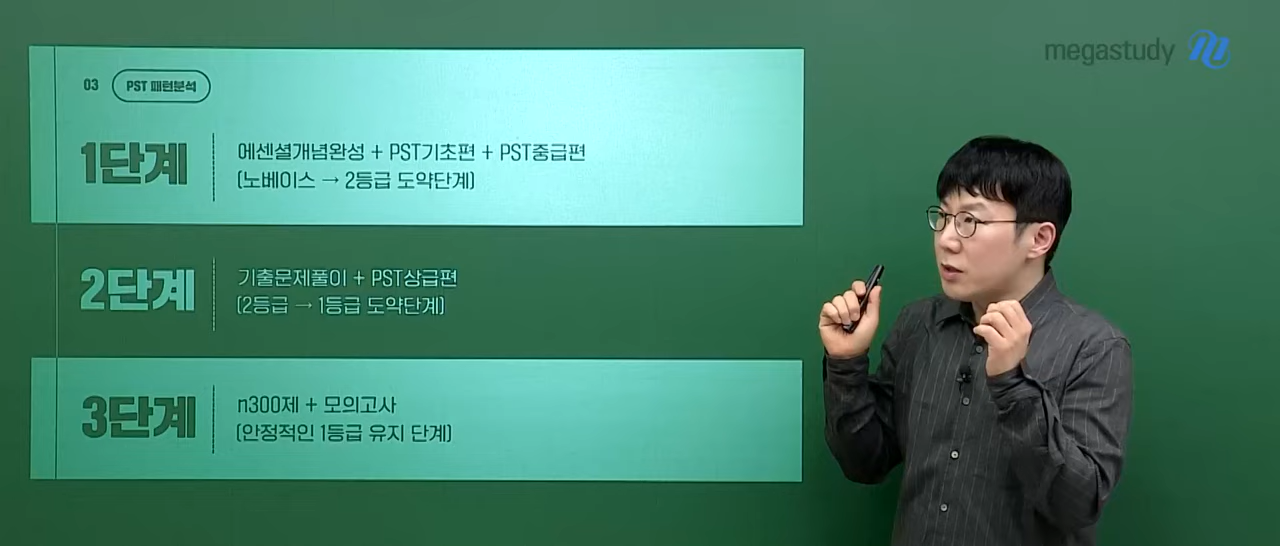 megastudy
03 PST 패턴분석
1단계
에센셜개념완성 + PST기초편 + PST중급편
(노베이스 → 2등급 도약단계)
2단계
기출문제풀이 + PST상급편
(2등급 → 1등급 도약단계)
3단계
n300제 + 모의고사
(안정적인 1등급 유지 단계)